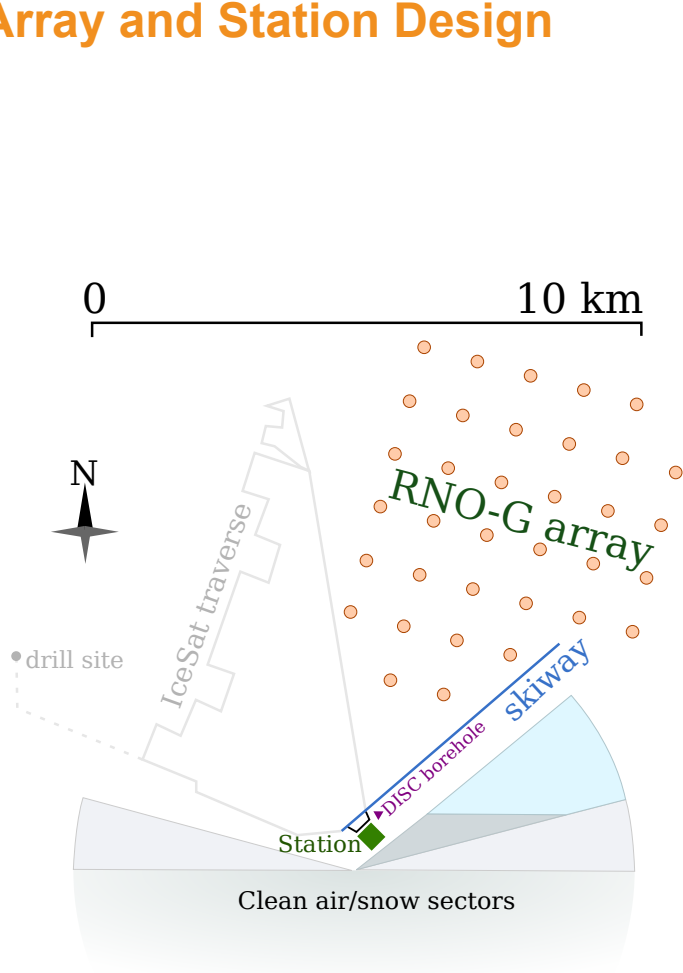 Array and Station Design
0
10 km
N
RNO-G array
IceSat traverse
drill site
skiway
DISC borehole
Station
Clean air/snow sectors